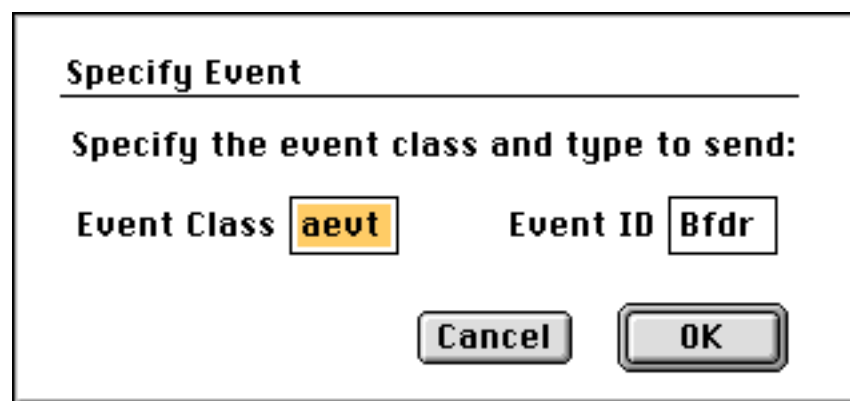 Specify Event
Specify the event class and type to send:
Event Class aevt Event ID Bfdr
Cancel OK